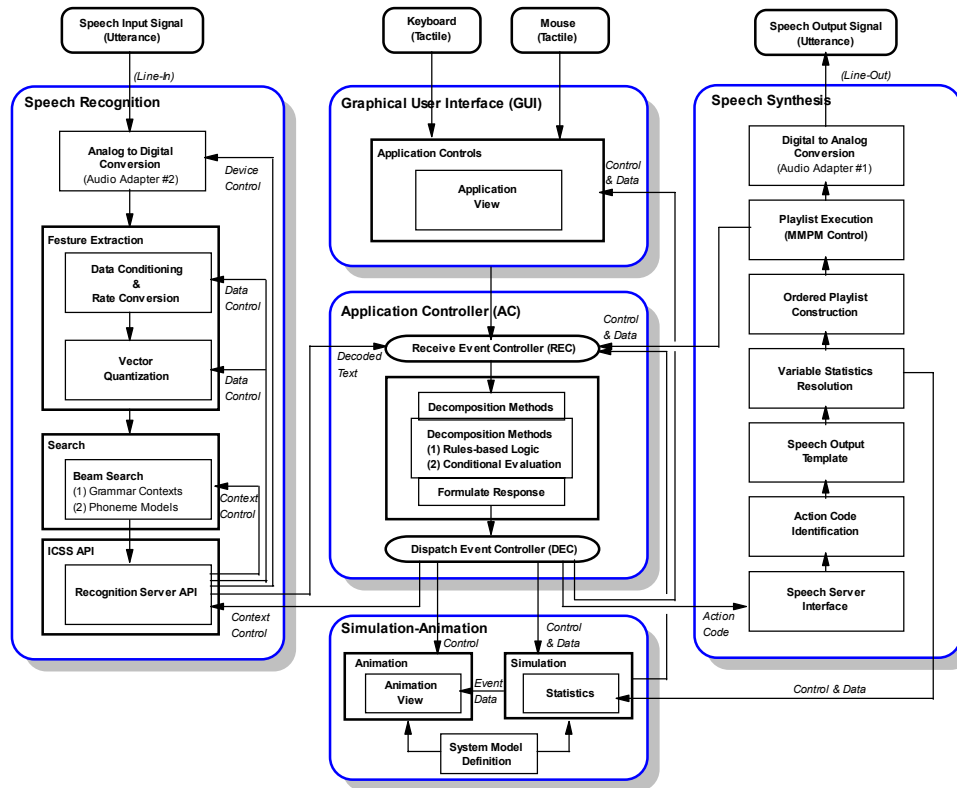 Speech Input Signal
(Utterance)
Keyboard
(Tactile)
Mouse
(Tactile)
Speech Output Signal
(Utterance)
(Line-In)
(Line-Out)
Speech Recognition
Analog to Digital
Conversion
(Audio Adapter #2)
Device
Control
Festure Extraction
Data Conditioning
&
Rate Conversion
Data
Control
Vector
Quantization
Data
Control
Search
Beam Search
(1) Grammar Contexts
(2) Phoneme Models
Context
Control
ICSS API
Recognition Server API
Context
Control
Graphical User Interface (GUI)
Application Controls
Application
View
Control
& Data
Application Controller (AC)
Control
& Data
Receive Event Controller (REC)
Decoded
Text
Decomposition Methods
Decomposition Methods
(1) Rules-based Logic
(2) Conditional Evaluation
Formulate Response
Dispatch Event Controller (DEC)
Simulation-Animation
Control
Control
& Data
Animation
Animation
View
Event
Data
Simulation
Statistics
System Model
Definition
Speech Synthesis
Digital to Analog
Conversion
(Audio Adapter #1)
Playlist Execution
(MMPM Control)
Ordered Playlist
Construction
Variable Statistics
Resolution
Speech Output
Template
Action Code
Identification
Speech Server
Interface
Action
Code
Control & Data